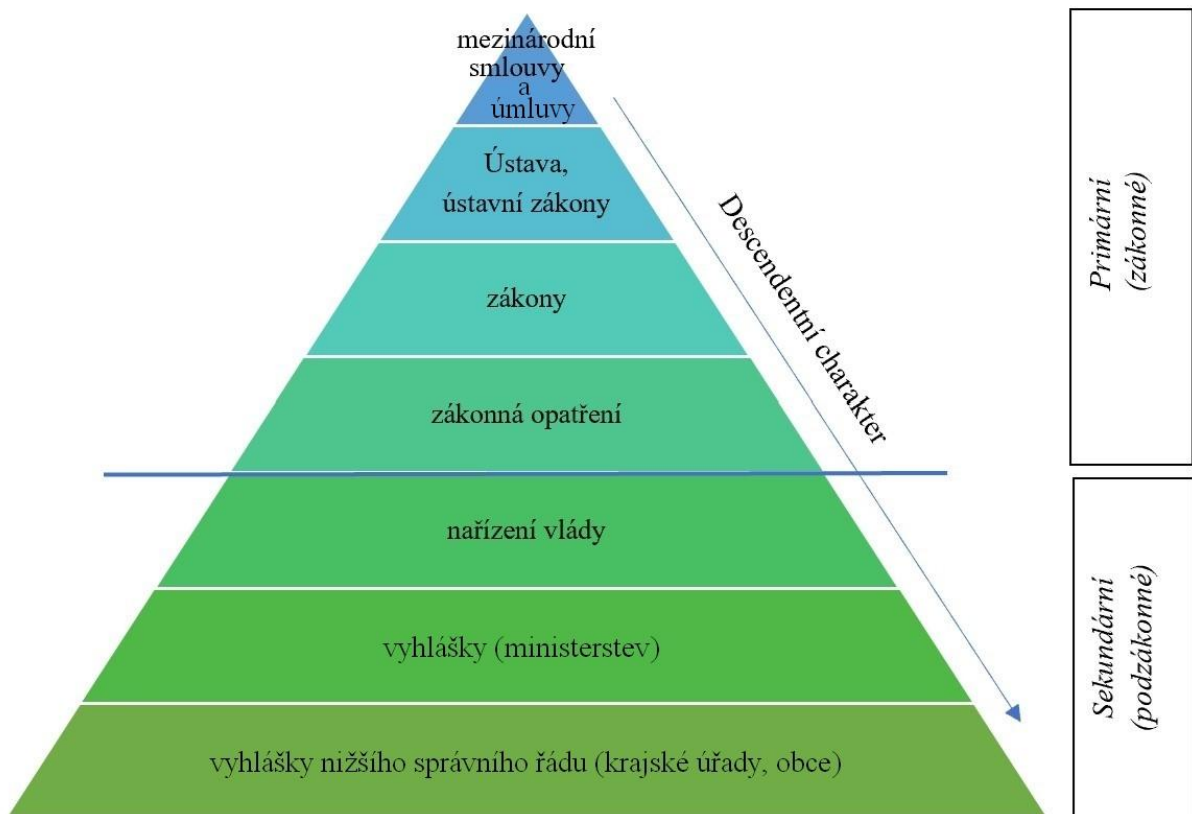 mezinárodní
smlouvy
a
úmluvy
Ústava,
ústavní zákony
zákony
zákonná opatření
nařízení vlády
vyhlášky (ministerstev)
vyhlášky nižšího správního řádu (krajské úřady, obce)
Descendentní charakter
Primární
(zákonné)
Sekundární
(podzákonné)